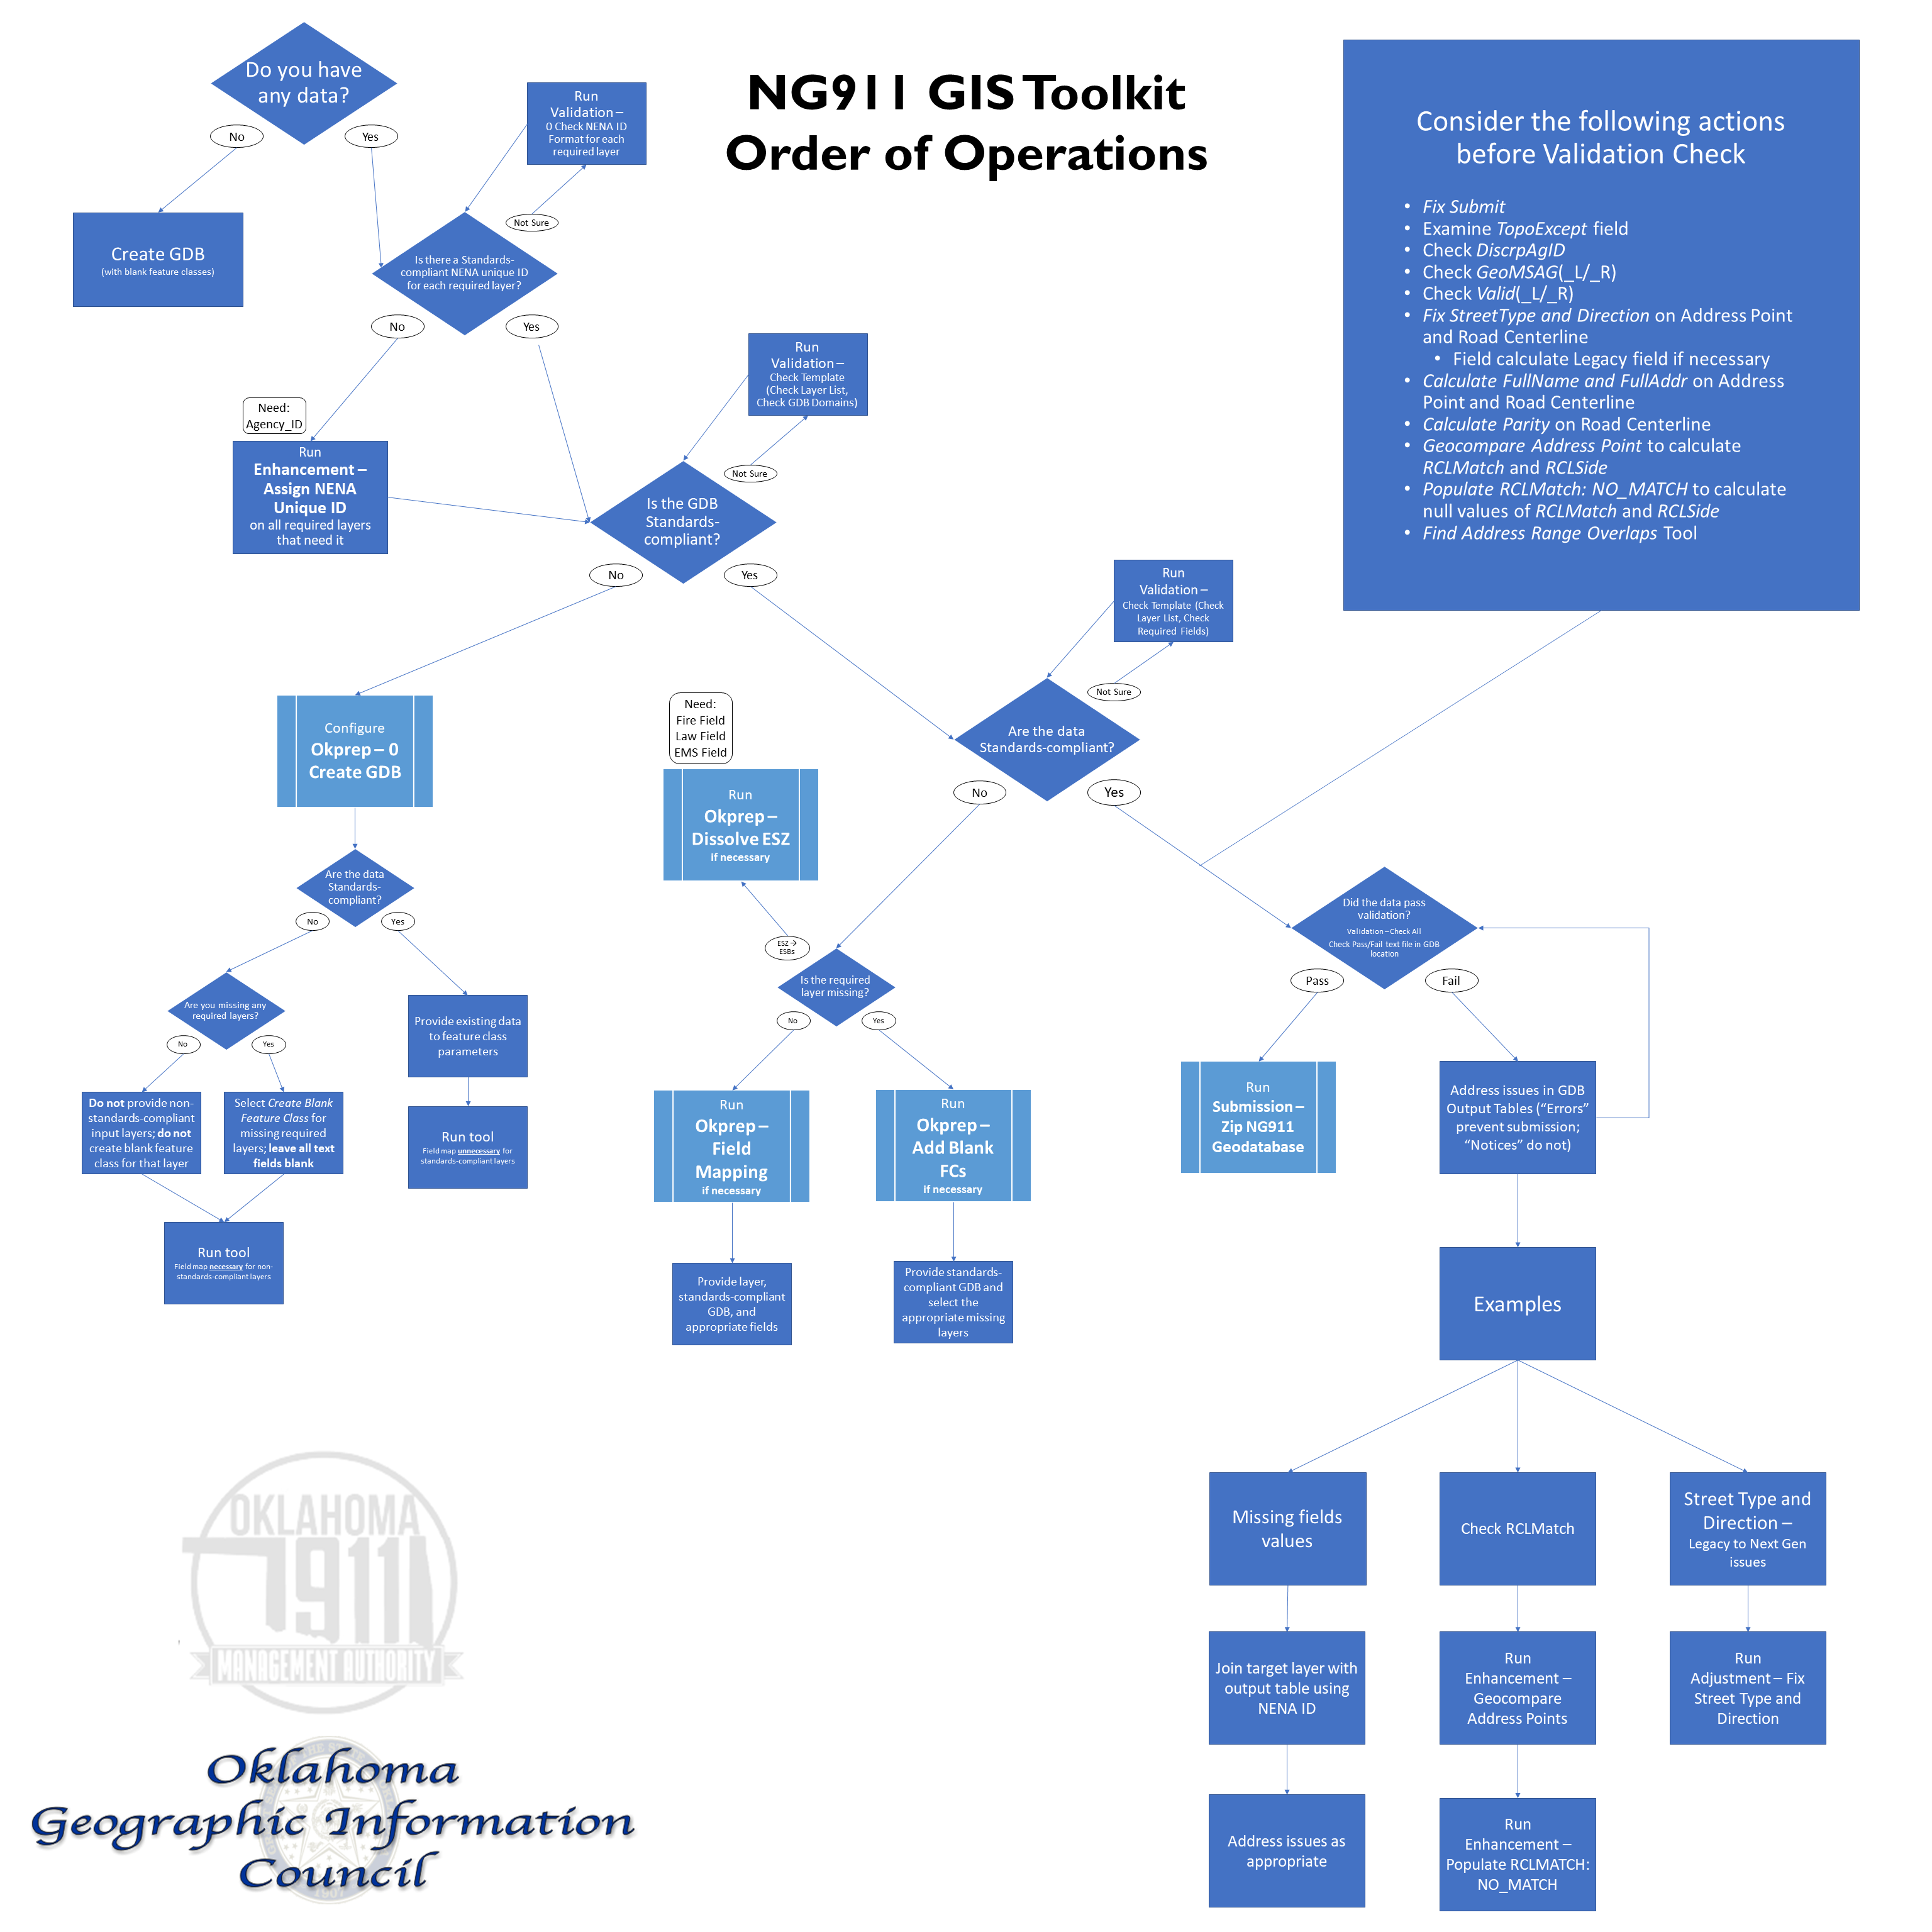 NG911 GIS Toolkit
Order of Operations
Do you have
any data?
No
Yes
Create GDB
(with blank feature classes)
Run
Validation –
0 Check NENA ID
Format for each
required layer
Not Sure
Is there a Standards-
compliant NENA unique ID
for each required layer?
No
Yes
Need:
Agency_ID
Run
Enhancement –
Assign NENA
Unique ID
on all required layers
that need it
Run
Validation –
Check Template
(Check Layer List,
Check GDB Domains)
Not Sure
Is the GDB
Standards-
compliant?
No
Yes
Configure
Okprep – 0
Create GDB
Are the data
Standards-
compliant?
No
Yes
Are you missing any
required layers?
No
Yes
Do not provide non-
standards-compliant
input layers; do not
create blank feature
class for that layer
Select Create Blank
Feature Class for
missing required
layers; leave all text
fields blank
Run tool
Field map necessary for non-
standards-compliant layers
Provide existing data
to feature class
parameters
Run tool
Field map unnecessary for
standards-compliant layers
Run
Validation –
Check Template (Check
Layer List, Check
Required Fields)
Not Sure
Are the data
Standards-compliant?
No
Yes
Need:
Fire Field
Law Field
EMS Field
Run
Okprep –
Dissolve ESZ
if necessary
ESZ →
ESBs
Is the required
layer missing?
No
Yes
Run
Okprep –
Field
Mapping
if necessary
Provide layer,
standards-compliant
GDB, and
appropriate fields
Run
Okprep –
Add Blank
FCs
if necessary
Provide standards-
compliant GDB and
select the
appropriate missing
layers
Consider the following actions
before Validation Check
• Fix Submit
• Examine TopoExcept field
• Check DiscrpAgID
• Check GeoMSAG(_L/_R)
• Check Valid(_L/_R)
• Fix StreetType and Direction on Address Point
and Road Centerline
• Field calculate Legacy field if necessary
• Calculate FullName and FullAddr on Address
Point and Road Centerline
• Calculate Parity on Road Centerline
• Geocompare Address Point to calculate
RCLMatch and RCLSide
• Populate RCLMatch: NO_MATCH to calculate
null values of RCLMatch and RCLSide
• Find Address Range Overlaps Tool
Did the data pass
validation?
Validation – Check All
Check Pass/Fail text file in GDB
location
Pass
Fail
Run
Submission –
Zip NG911
Geodatabase
Address issues in GDB
Output Tables (“Errors”
prevent submission;
“Notices” do not)
Examples
Missing fields
values
Join target layer with
output table using
NENA ID
Address issues as
appropriate
Check RCLMatch
Run
Enhancement –
Geocompare
Address Points
Run
Enhancement –
Populate RCLMATCH:
NO_MATCH
Street Type and
Direction –
Legacy to Next Gen
issues
Run
Adjustment – Fix
Street Type and
Direction
OKLAHOMA
911
MANAGEMENT AUTHORITY
Oklahoma
Geographic Information
Council
1907